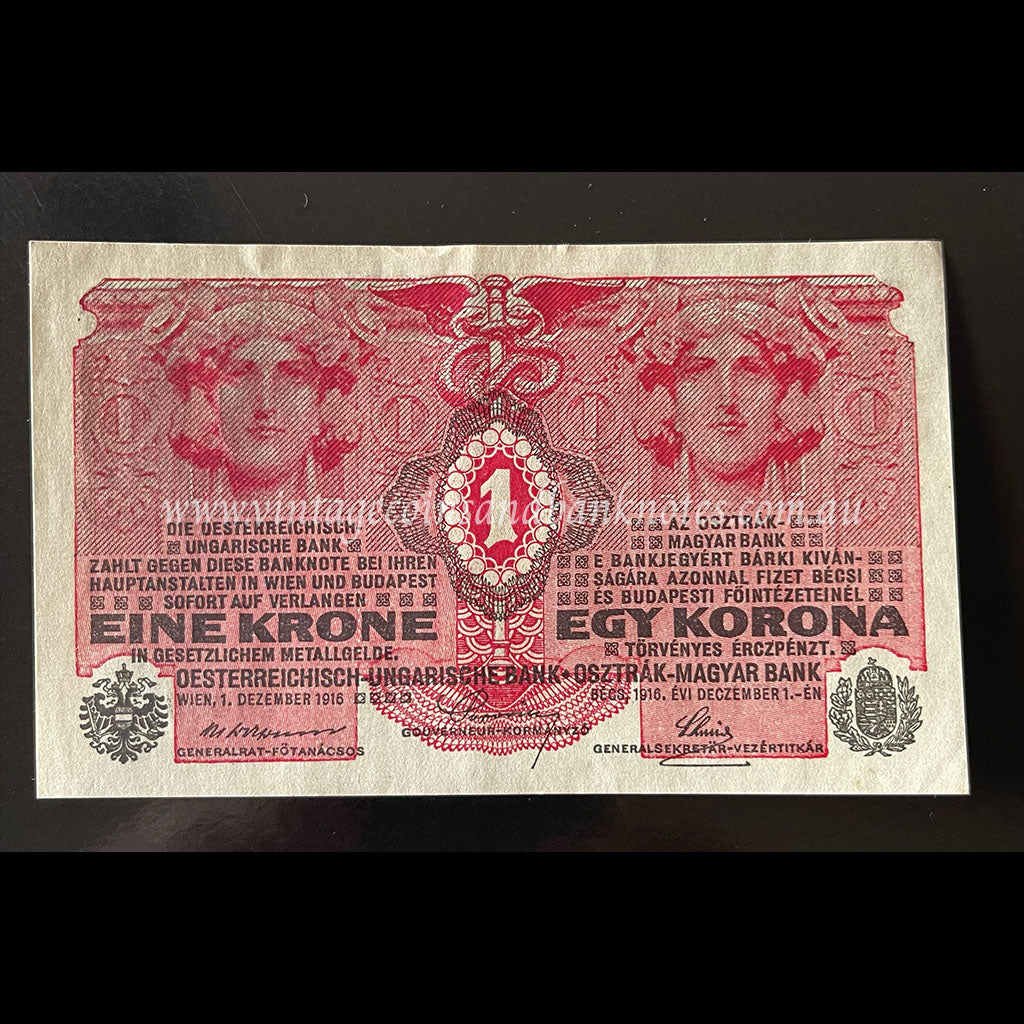 1
www.vintagecoinsandbanknotes.com.au
DIE OESTERREICHISCH-
UNGARISCHE BANK
ZAHLT GEGEN DIESE BANKNOTE BEI IHREN
HAUPTANSTALTEN IN WIEN UND BUDAPEST
SOFORT AUF VERLANGEN
EINE KRONE
IN GESETZLICHEM METALLGELDE.
AZ OSZTRÁK-
MAGYAR BANK
E BANKJEGYÉRT BÁRKI KIVÁN-
SÁGÁRA AZONNAL FIZET BÉCSI
ÉS BUDAPESTI FŐINTÉZETEINÉL
EGY KORONA
TÖRVÉNYES ÉRCZPÉNZT.
OESTERREICHISCH-UNGARISCHE BANK • OSZTRÁK-MAGYAR BANK
WIEN, 1. DEZEMBER 1916
BÉCS, 1916. ÉVI DECZEMBER 1.-ÉN
GENERALRAT-FŐTANÁCSOS
GOUVERNEUR-KORMÁNYZÓ
GENERALSEKRETÄR-VEZÉRTITKÁR